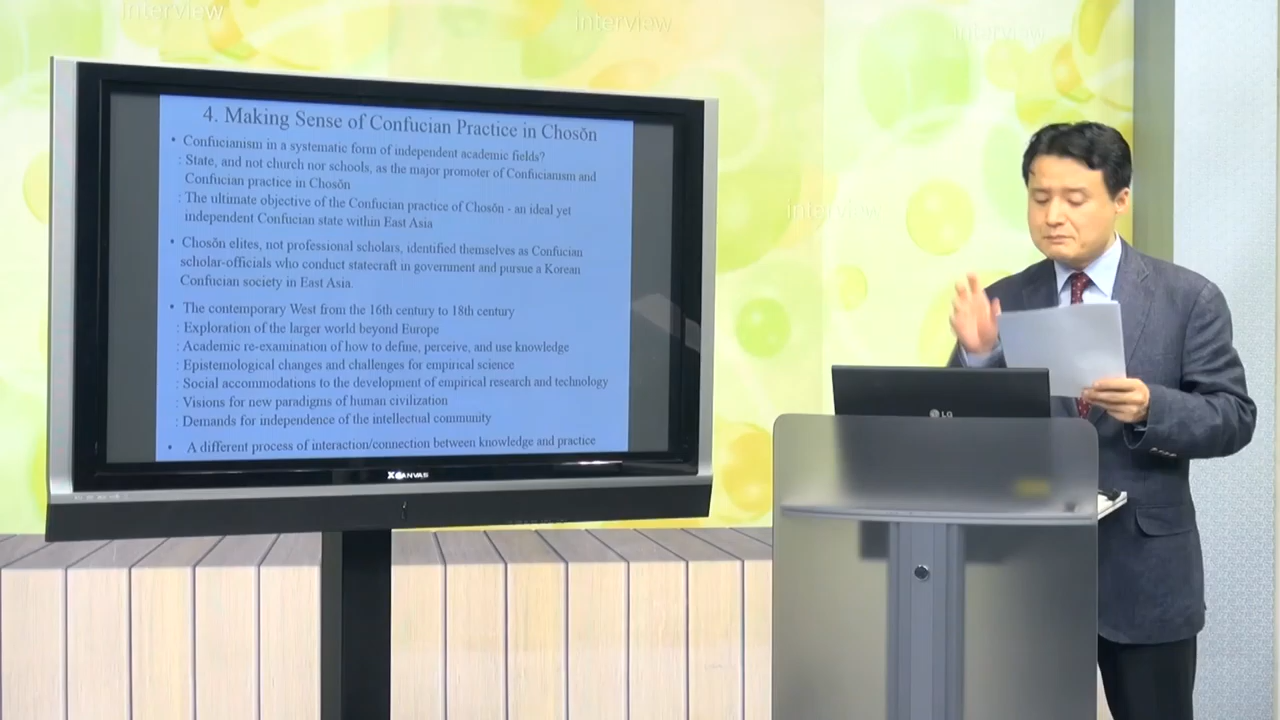 interview
interview
interview
interview
4. Making Sense of Confucian Practice in Chosŏn
• Confucianism in a systematic form of independent academic fields?
: State, and not church nor schools, as the major promoter of Confucianism and
Confucian practice in Chosŏn
: The ultimate objective of the Confucian practice of Chosŏn - an ideal yet
independent Confucian state within East Asia
• Chosŏn elites, not professional scholars, identified themselves as Confucian
scholar-officials who conduct statecraft in government and pursue a Korean
Confucian society in East Asia.
• The contemporary West from the 16th century to 18th century
: Exploration of the larger world beyond Europe
: Academic re-examination of how to define, perceive, and use knowledge
: Epistemological changes and challenges for empirical science
: Social accommodations to the development of empirical research and technology
: Visions for new paradigms of human civilization
: Demands for independence of the intellectual community
• A different process of interaction/connection between knowledge and practice
XCANVAS
LG